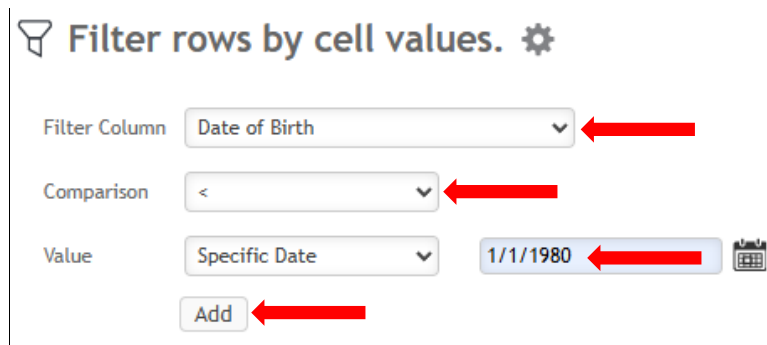 Filter rows by cell values.
Filter Column Date of Birth
Comparison <
Value Specific Date 1/1/1980
Add